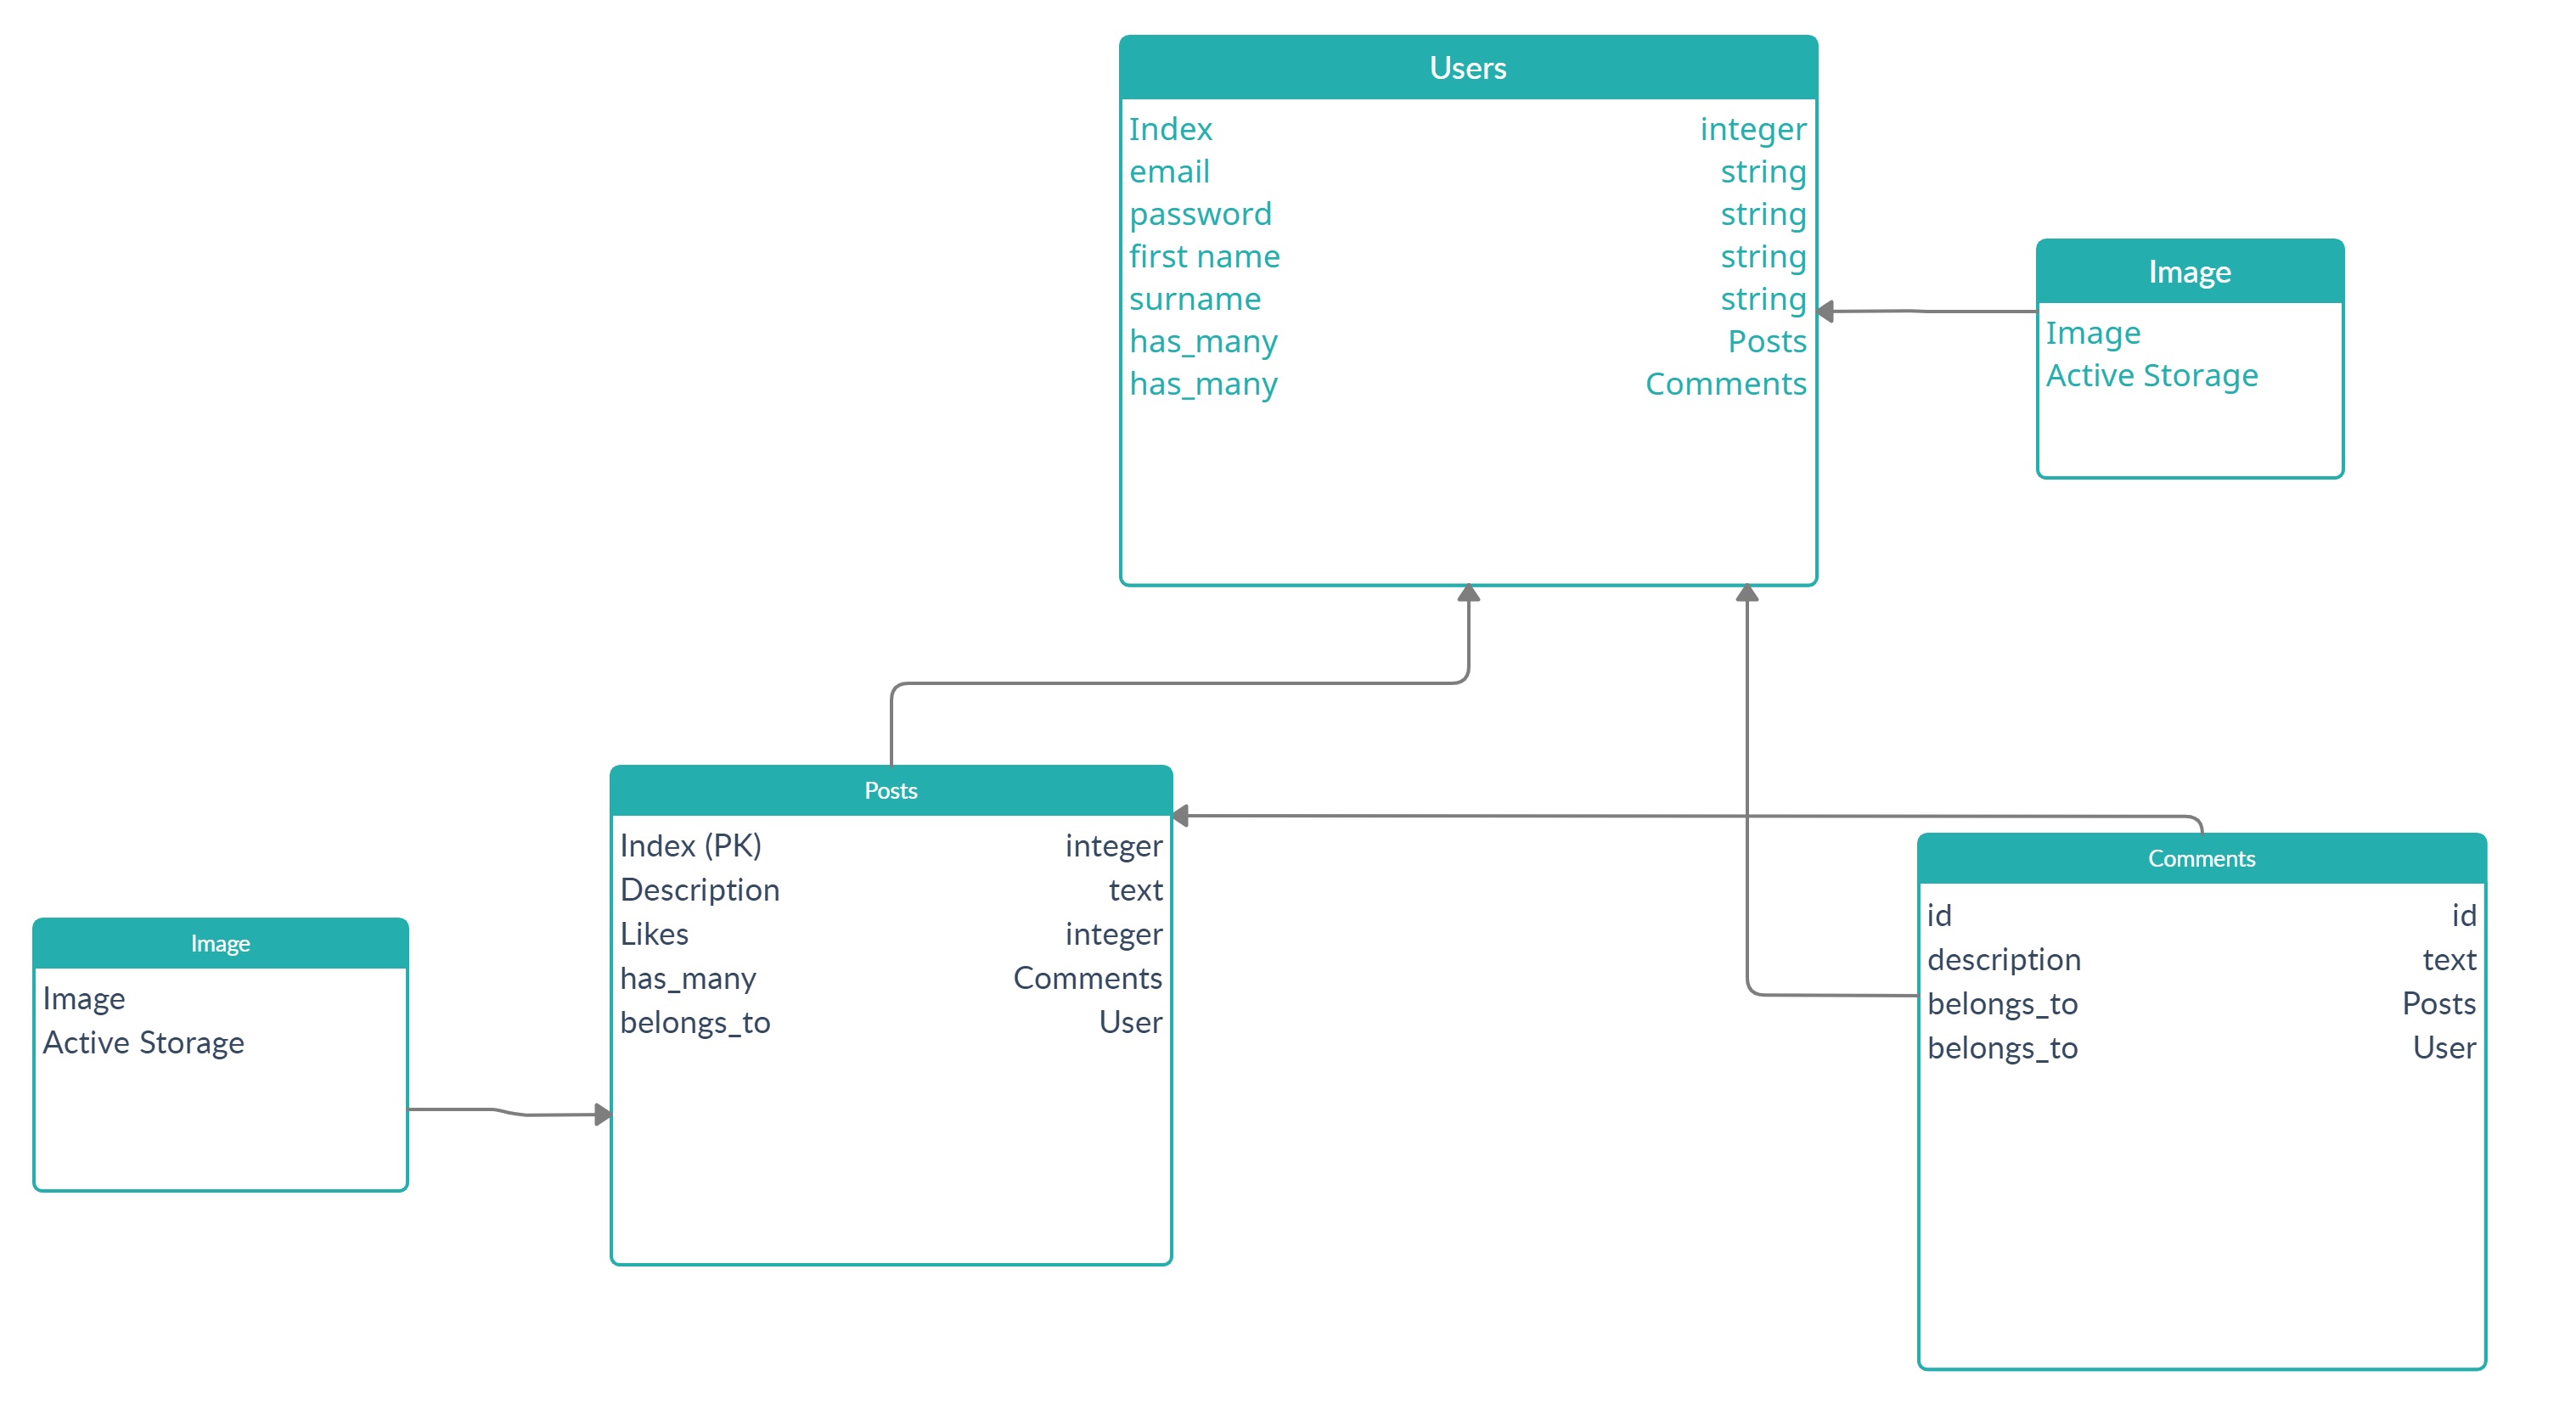 Users
Index integer
email string
password string
first name string
surname string
has_many Posts
has_many Comments
Image
Image
Active Storage
Posts
Index (PK) integer
Description text
Likes integer
has_many Comments
belongs_to User
Comments
id id
description text
belongs_to Posts
belongs_to User
Image
Image
Active Storage